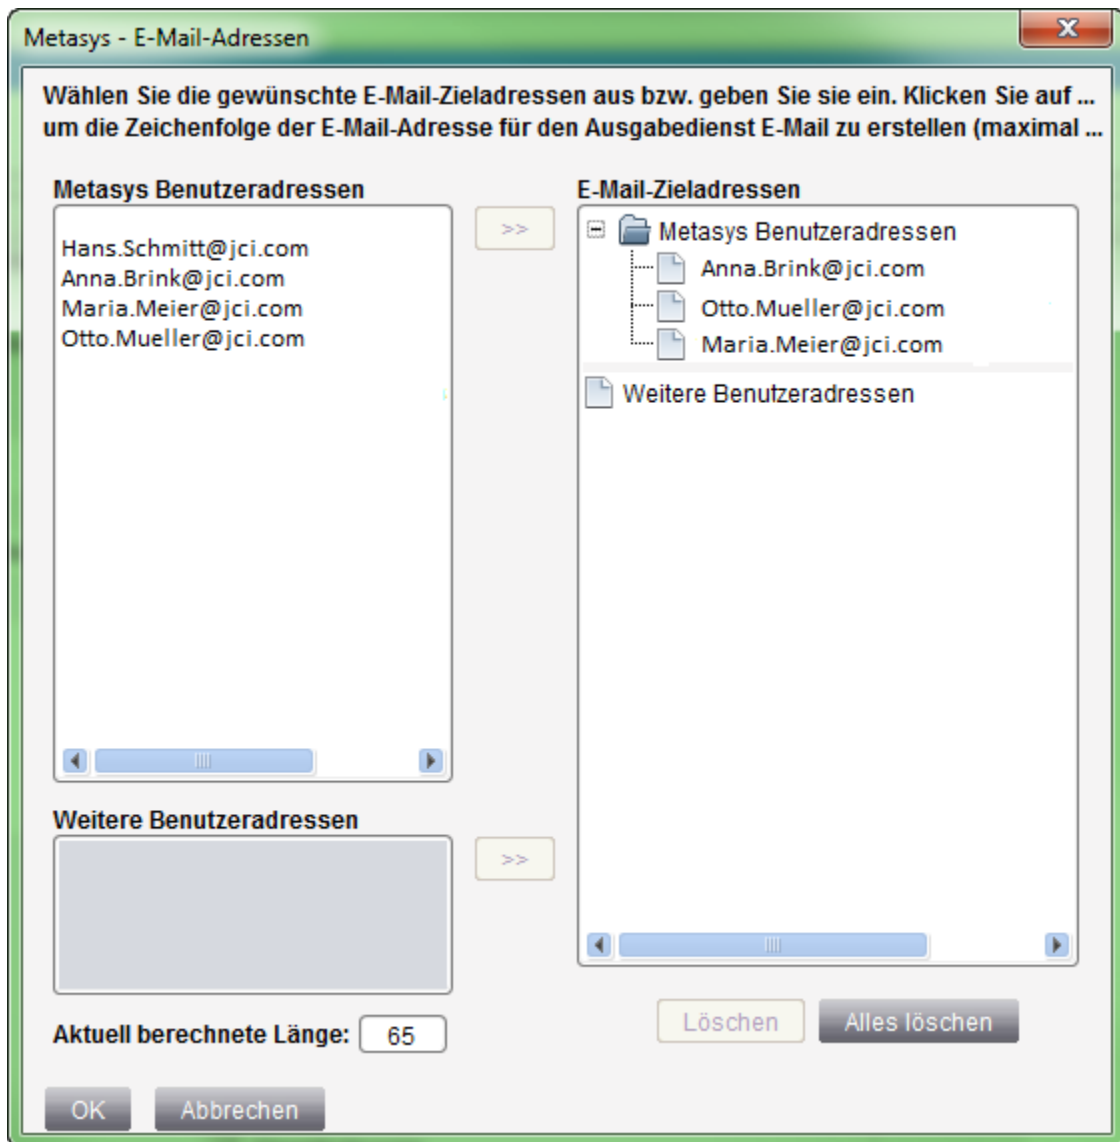 Metasys - E-Mail-Adressen
X
Wählen Sie die gewünschte E-Mail-Zieladressen aus bzw. geben Sie sie ein. Klicken Sie auf ...
um die Zeichenfolge der E-Mail-Adresse für den Ausgabedienst E-Mail zu erstellen (maximal ...
Metasys Benutzeradressen
Hans.Schmitt@jci.com
Anna.Brink@jci.com
Maria.Meier@jci.com
Otto.Mueller@jci.com
>>
E-Mail-Zieladressen
Metasys Benutzeradressen
Anna.Brink@jci.com
Otto.Mueller@jci.com
Maria.Meier@jci.com
Weitere Benutzeradressen
Weitere Benutzeradressen
>>
Aktuell berechnete Länge: 65
Löschen
Alles löschen
OK
Abbrechen